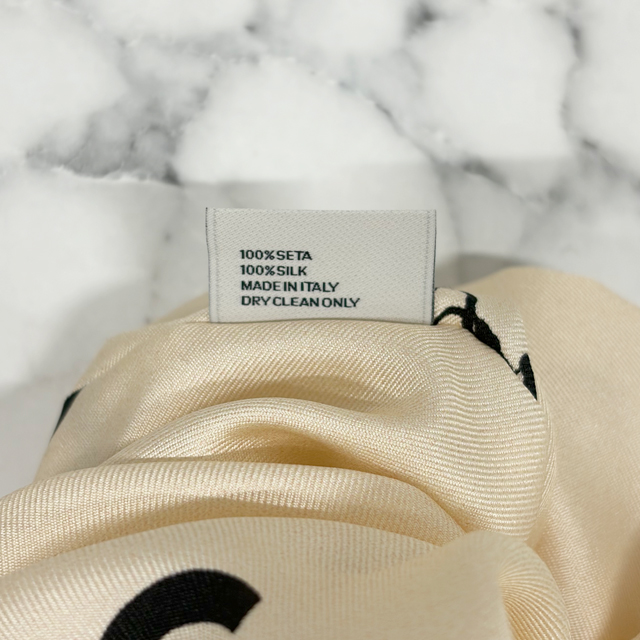 100%SETA
100%SILK
MADE IN ITALY
DRY CLEAN ONLY